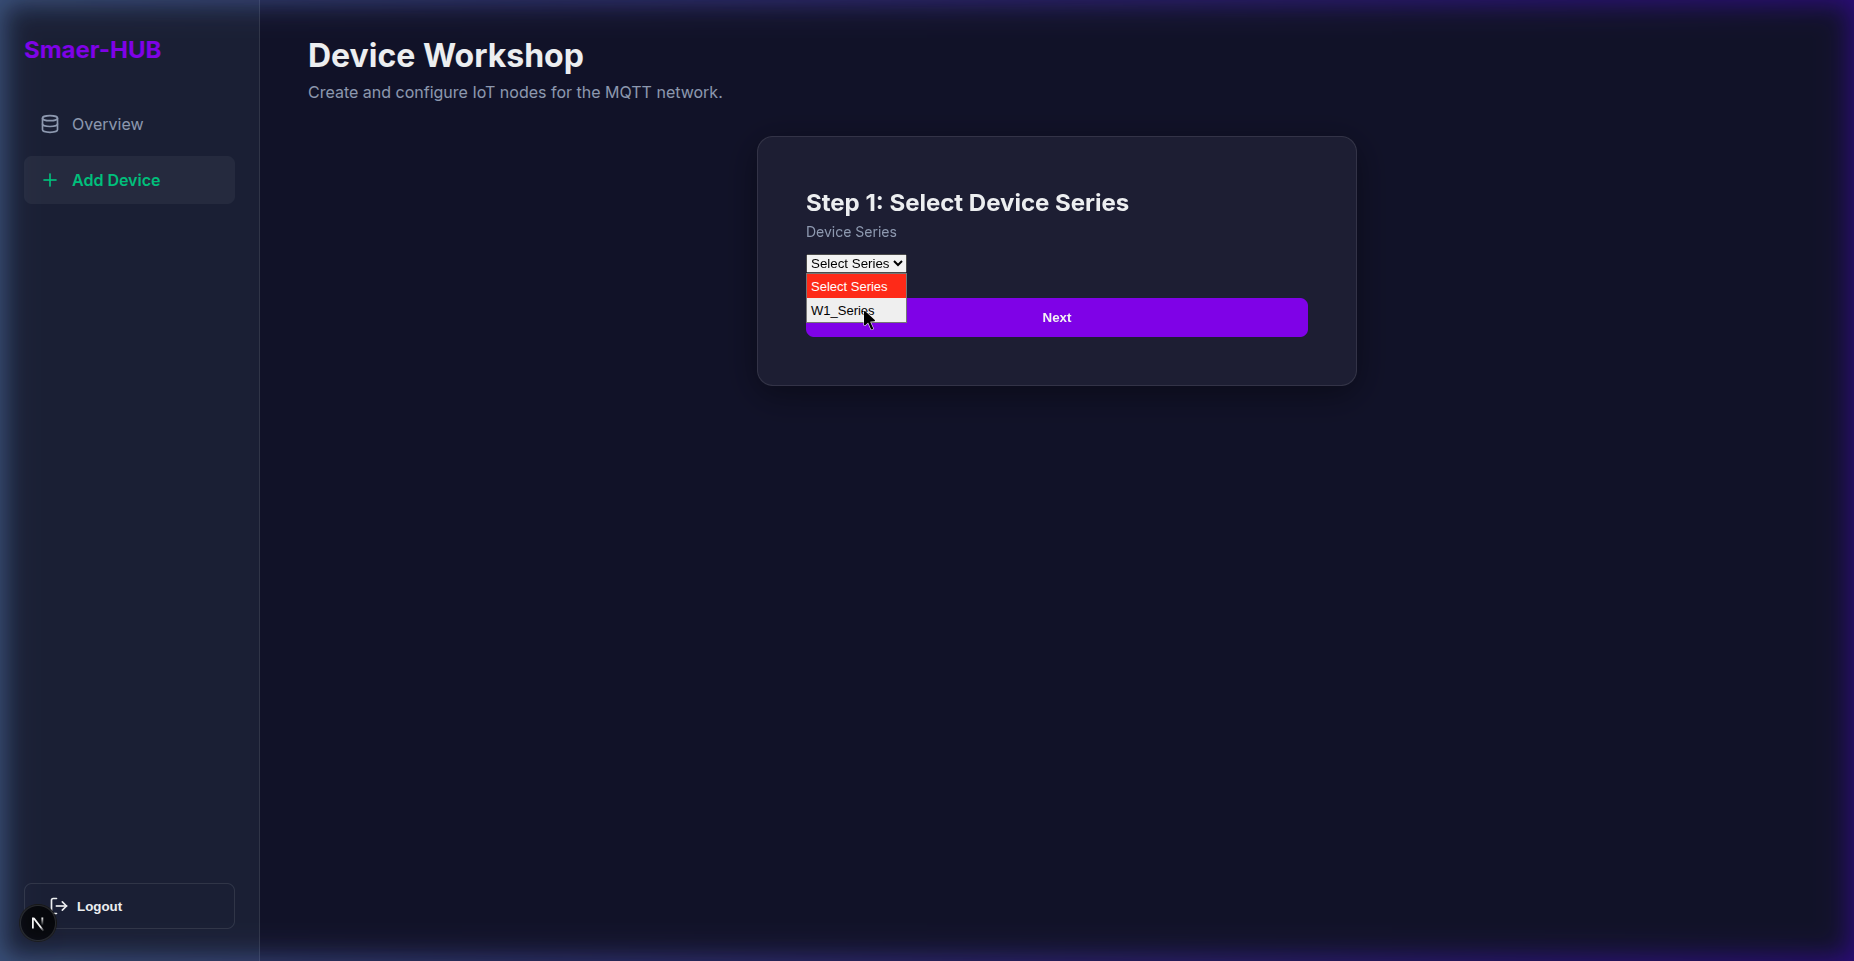 Smaer-HUB
Overview
Add Device
Device Workshop
Create and configure IoT nodes for the MQTT network.
Step 1: Select Device Series
Device Series
Select Series
Select Series
W1_Series
Next
Logout
N